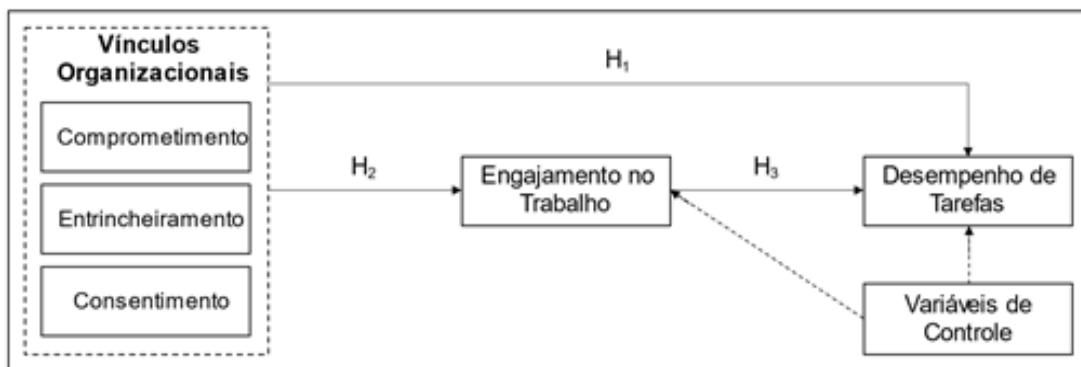 Vínculos
Organizacionais
Comprometimento
Entrincheiramento
Consentimento
H₁
H₂
Engajamento no
Trabalho
H₃
Desempenho de
Tarefas
Variáveis de
Controle